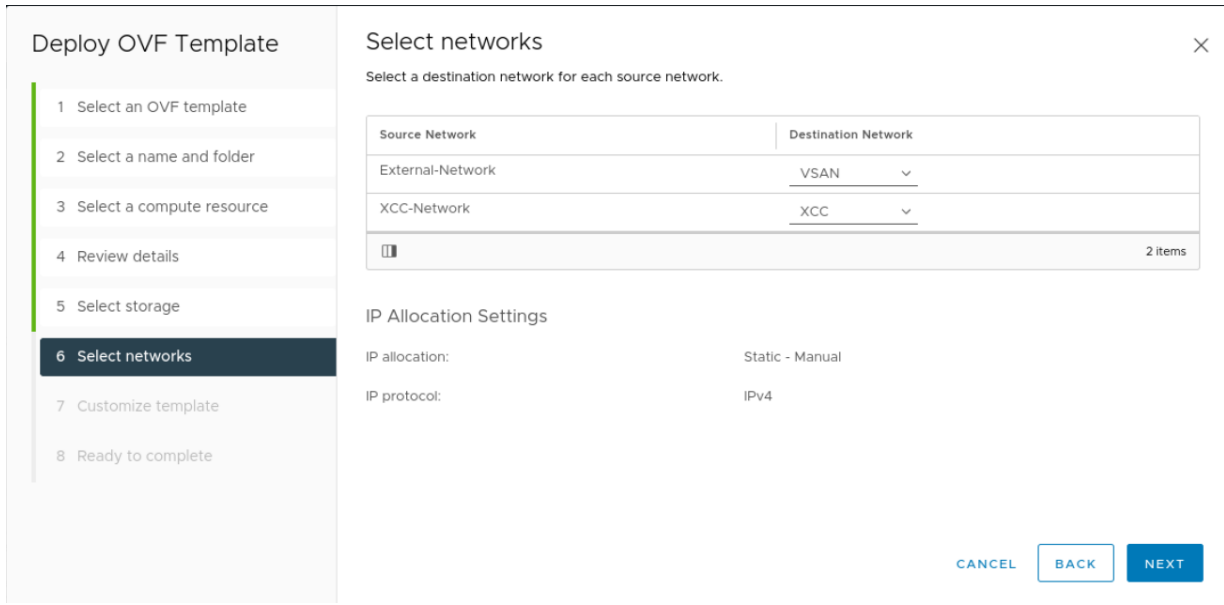 Deploy OVF Template
1 Select an OVF template
2 Select a name and folder
3 Select a compute resource
4 Review details
5 Select storage
6 Select networks
7 Customize template
8 Ready to complete
Select networks
Select a destination network for each source network.
Source Network Destination Network
External-Network VSAN
XCC-Network XCC
2 items
IP Allocation Settings
IP allocation: Static - Manual
IP protocol: IPv4
CANCEL BACK NEXT